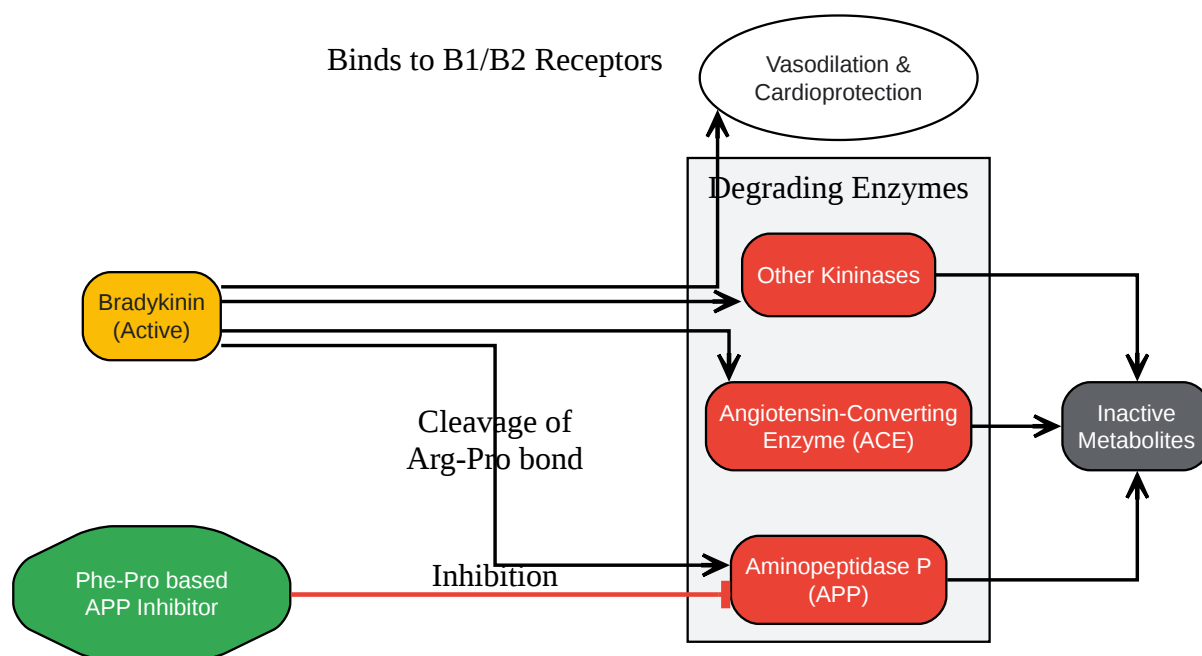 Binds to B1/B2 Receptors
Vasodilation &
Cardioprotection
Degrading Enzymes
Other Kininases
Bradykinin
(Active)
Cleavage of
Arg-Pro bond
Angiotensin-Converting
Enzyme (ACE)
Inactive
Metabolites
Phe-Pro based
APP Inhibitor
Inhibition
Aminopeptidase P
(APP)